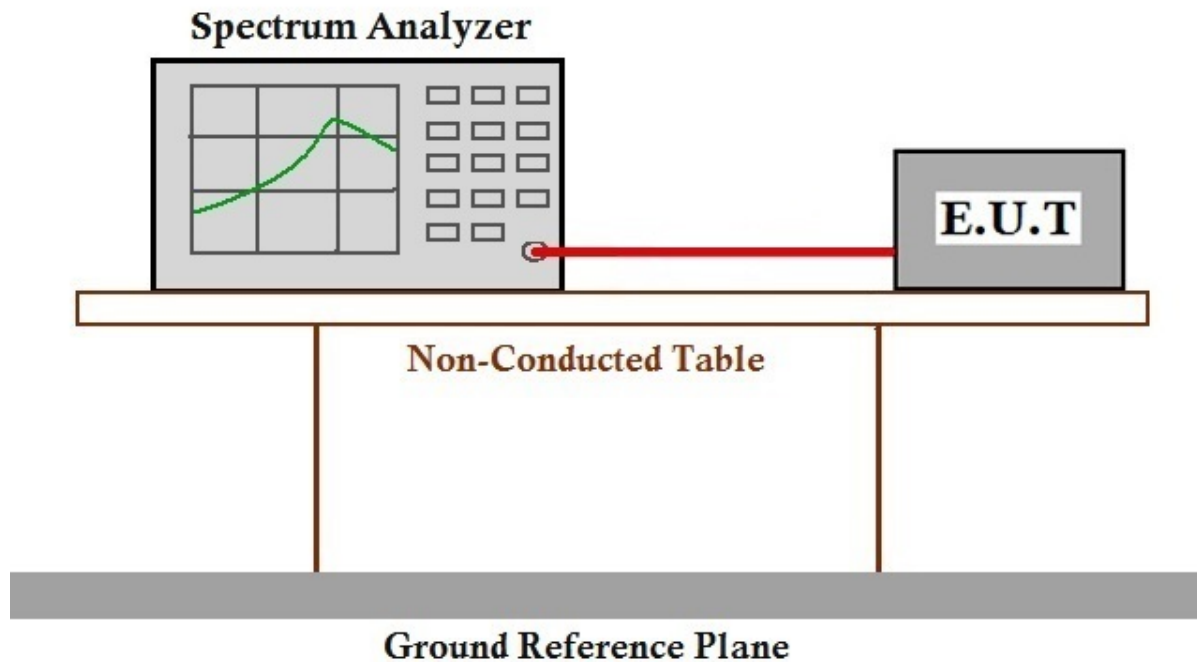 Spectrum Analyzer
E.U.T
Non-Conducted Table
Ground Reference Plane